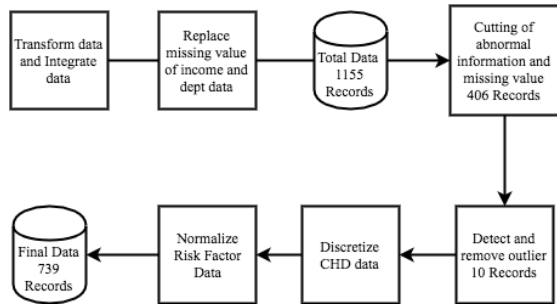 Transform data
and Integrate
data
Replace
missing value
of income and
dept data
Total Data
1155
Records
Cutting of
abnormal
information and
missing value
406 Records
Final Data
739
Records
Normalize
Risk Factor
Data
Discretize
CHD data
Detect and
remove outlier
10 Records